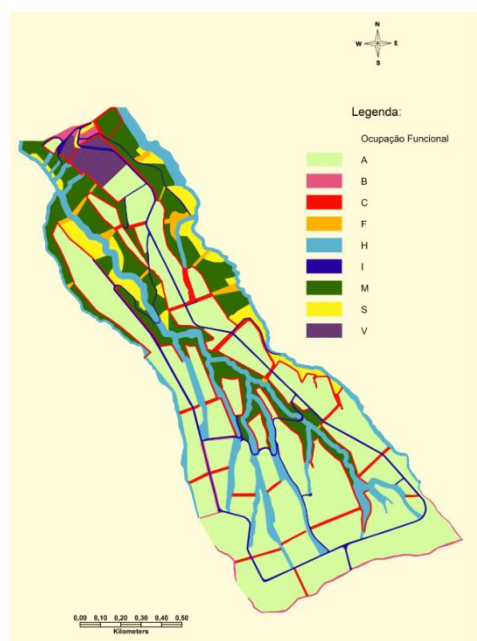 N
W E
S
Legenda:
Ocupação Funcional
A
B
C
F
H
I
M
S
V
0,00 0,10 0,20 0,30 0,40 0,50
Kilometers